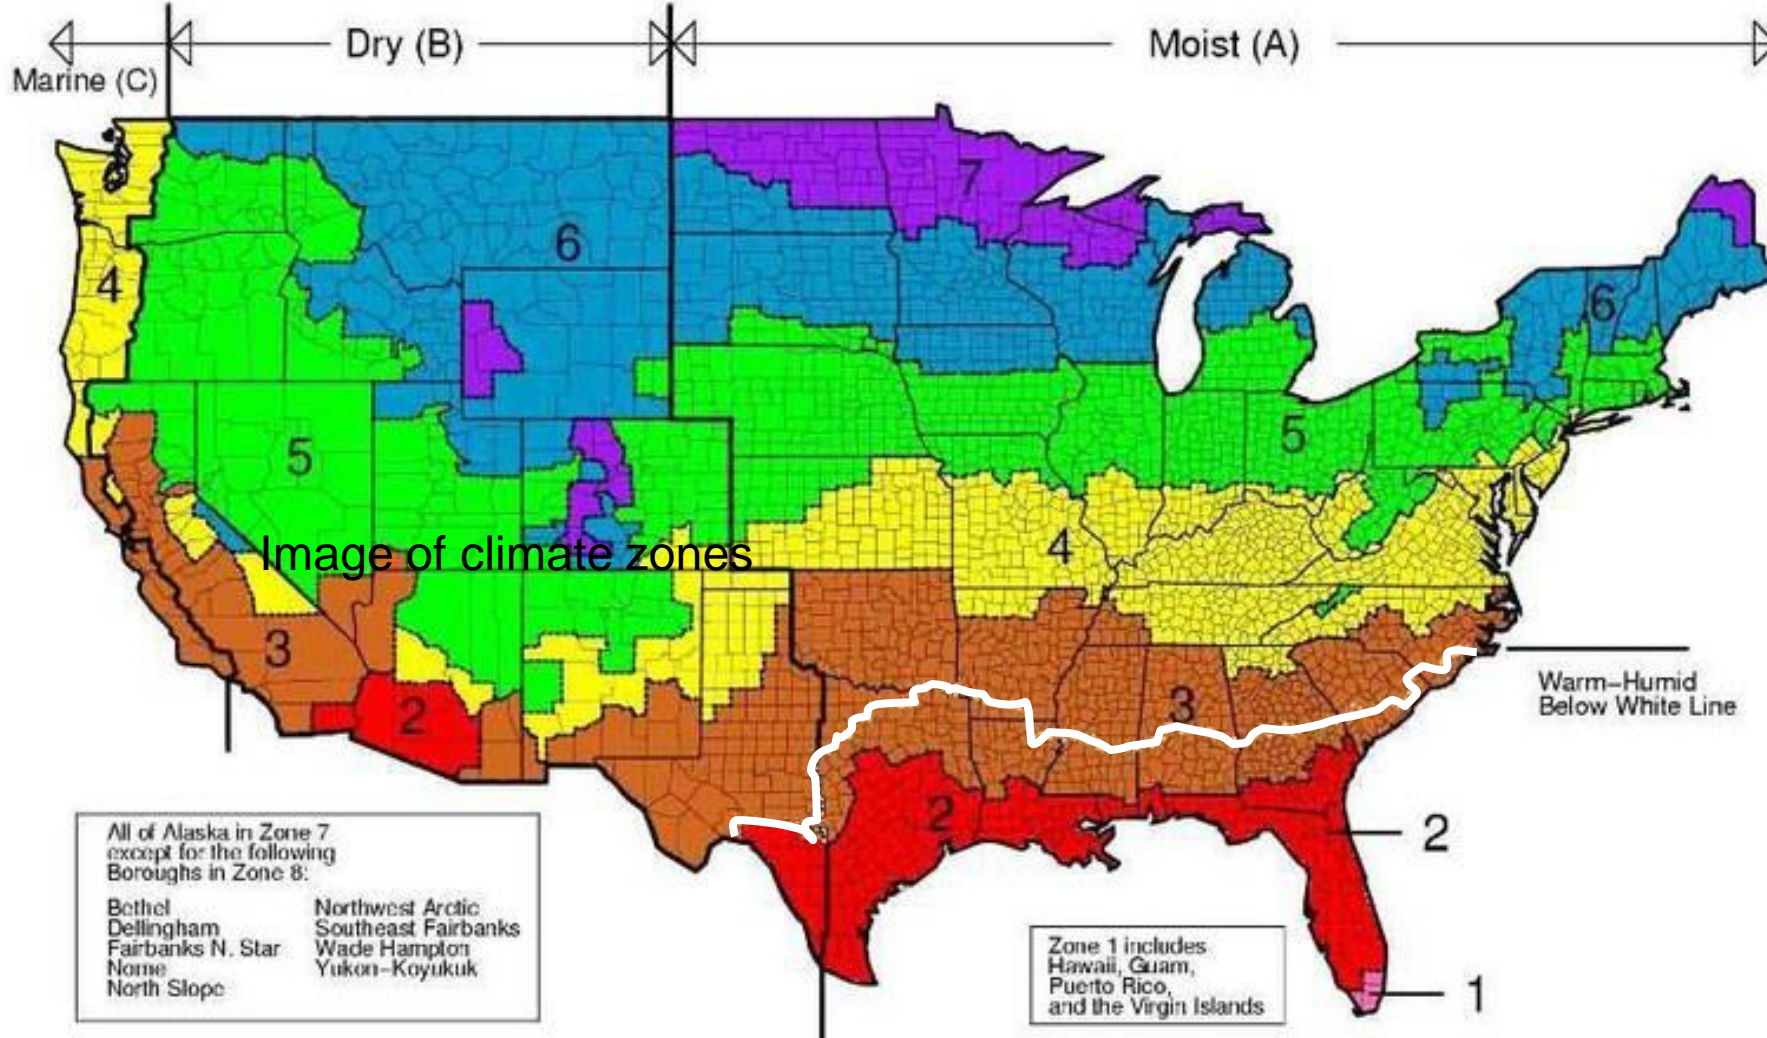 Dry (B)
Moist (A)
Marine (C)
7
6
4
6
5
5
Image of climate zones
4
3
2
3
Warm-Humid
Below White Line
2
2
1
All of Alaska in Zone 7
except for the following
Boroughs in Zone 8:
Bethel
Dellingham
Fairbanks N. Star
Nome
North Slope
Northwest Arctic
Southeast Fairbanks
Wade Hampton
Yukon-Koyukuk
Zone 1 includes
Hawaii, Guam,
Puerto Rico,
and the Virgin Islands